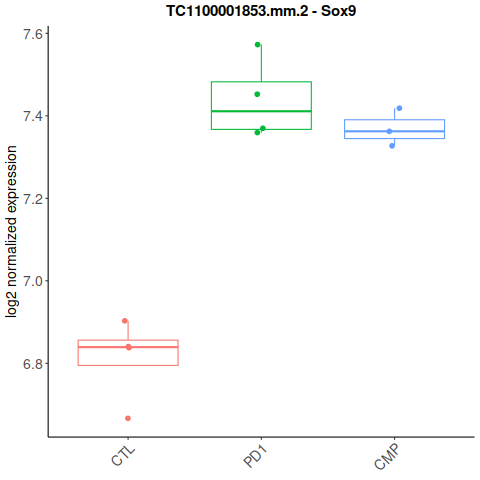 TC1100001853.mm.2 - Sox9
log2 normalized expression
7.6
7.4
7.2
7.0
6.8
CTL
PD1
CMP